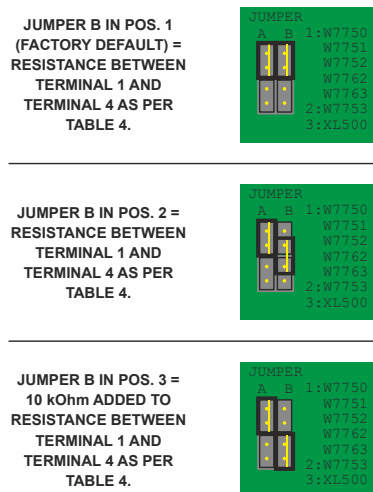 JUMPER B IN POS. 1
(FACTORY DEFAULT) =
RESISTANCE BETWEEN
TERMINAL 1 AND
TERMINAL 4 AS PER
TABLE 4.
JUMPER
A B 1:W7750
W7751
W7752
W7762
W7763
2:W7753
3:XL500
JUMPER B IN POS. 2 =
RESISTANCE BETWEEN
TERMINAL 1 AND
TERMINAL 4 AS PER
TABLE 4.
JUMPER
A B 1:W7750
W7751
W7752
W7762
W7763
2:W7753
3:XL500
JUMPER B IN POS. 3 =
10 kOhm ADDED TO
RESISTANCE BETWEEN
TERMINAL 1 AND
TERMINAL 4 AS PER
TABLE 4.
JUMPER
A B 1:W7750
W7751
W7752
W7762
W7763
2:W7753
3:XL500